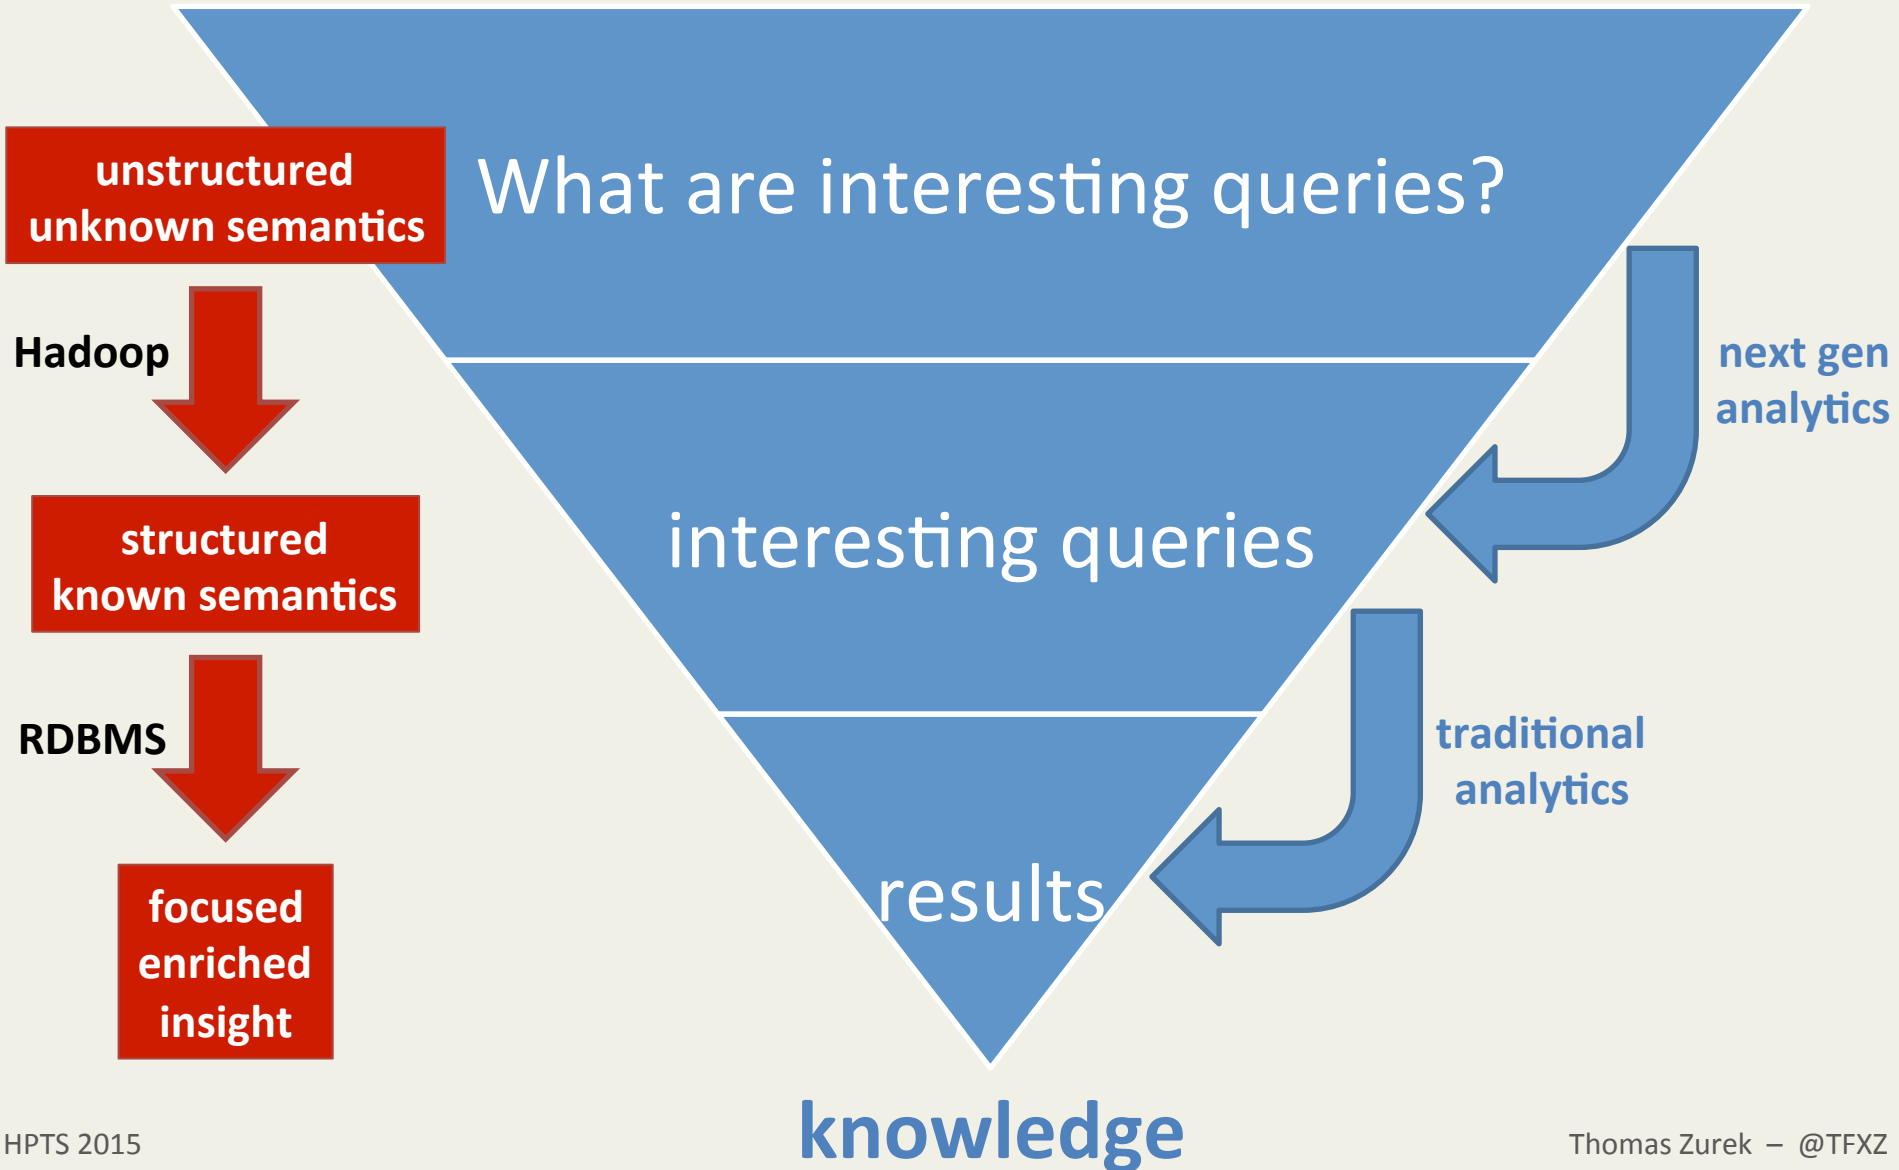 unstructured
unknown semantics
What are interesting queries?
Hadoop
next gen
analytics
structured
known semantics
interesting queries
RDBMS
traditional
analytics
focused
enriched
insight
results
knowledge
HPTS 2015
Thomas Zurek – @TFXZ